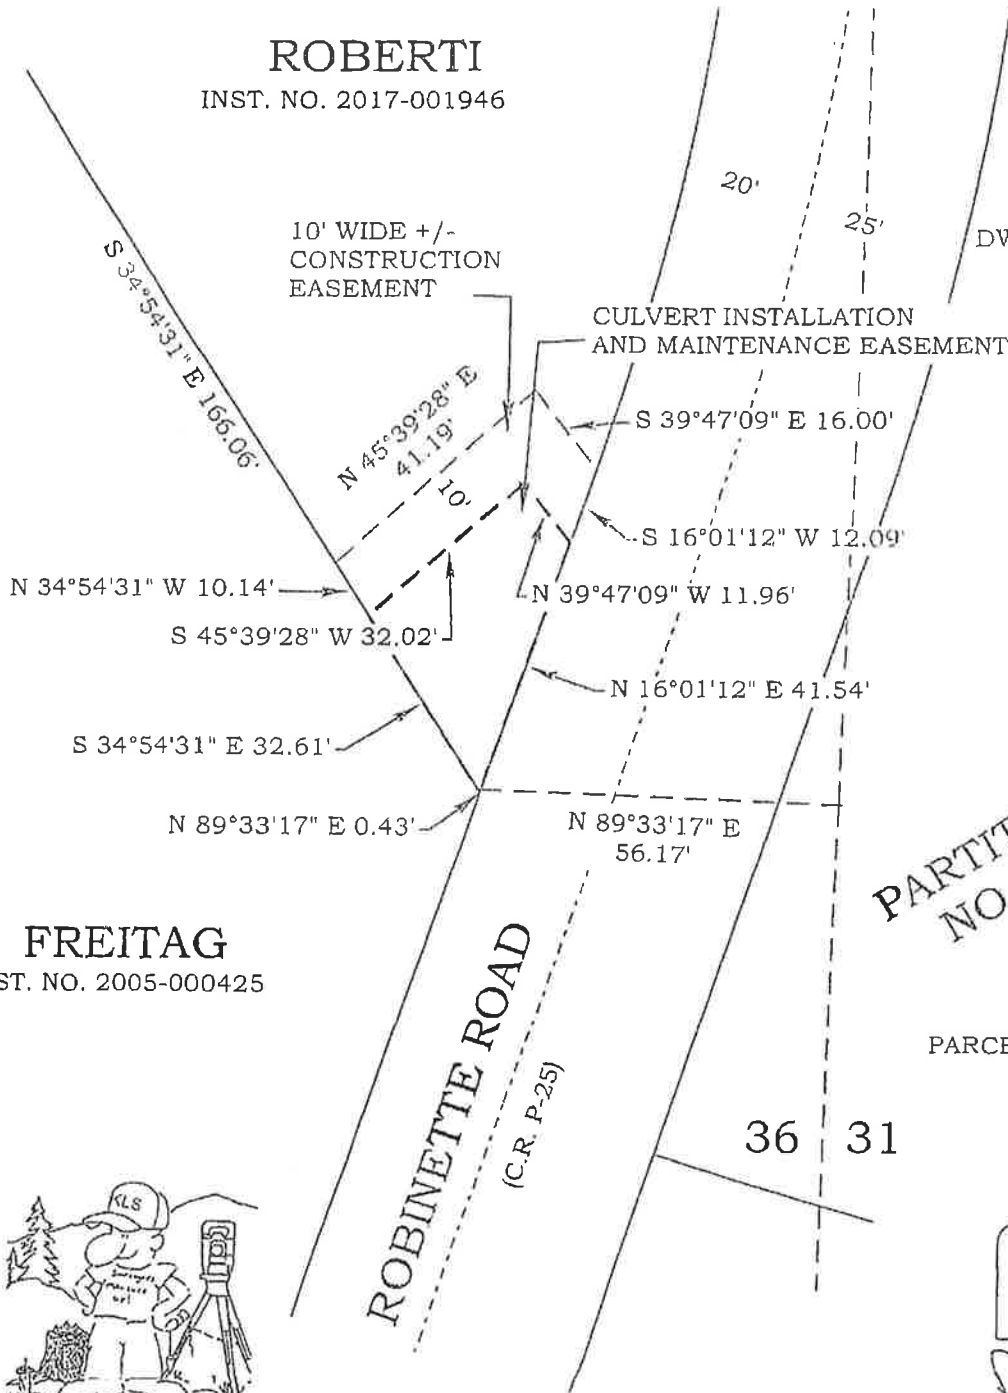 ROBERTI
INST. NO. 2017-001946
20'
25'
DW
10' WIDE +/-
CONSTRUCTION
EASEMENT
S 34°54'31" E 166.06'
CULVERT INSTALLATION
AND MAINTENANCE EASEMENT
N 45°39'28" E
41.19'
S 39°47'09" E 16.00'
10'
S 16°01'12" W 12.09'
N 34°54'31" W 10.14'
N 39°47'09" W 11.96'
S 45°39'28" W 32.02'
N 16°01'12" E 41.54'
S 34°54'31" E 32.61'
N 89°33'17" E 0.43'
N 89°33'17" E
56.17'
PARTIT
NO
FREITAG
ST. NO. 2005-000425
ROBINETTE ROAD
(C.R. P-25)
PARCE
36 31
KLS